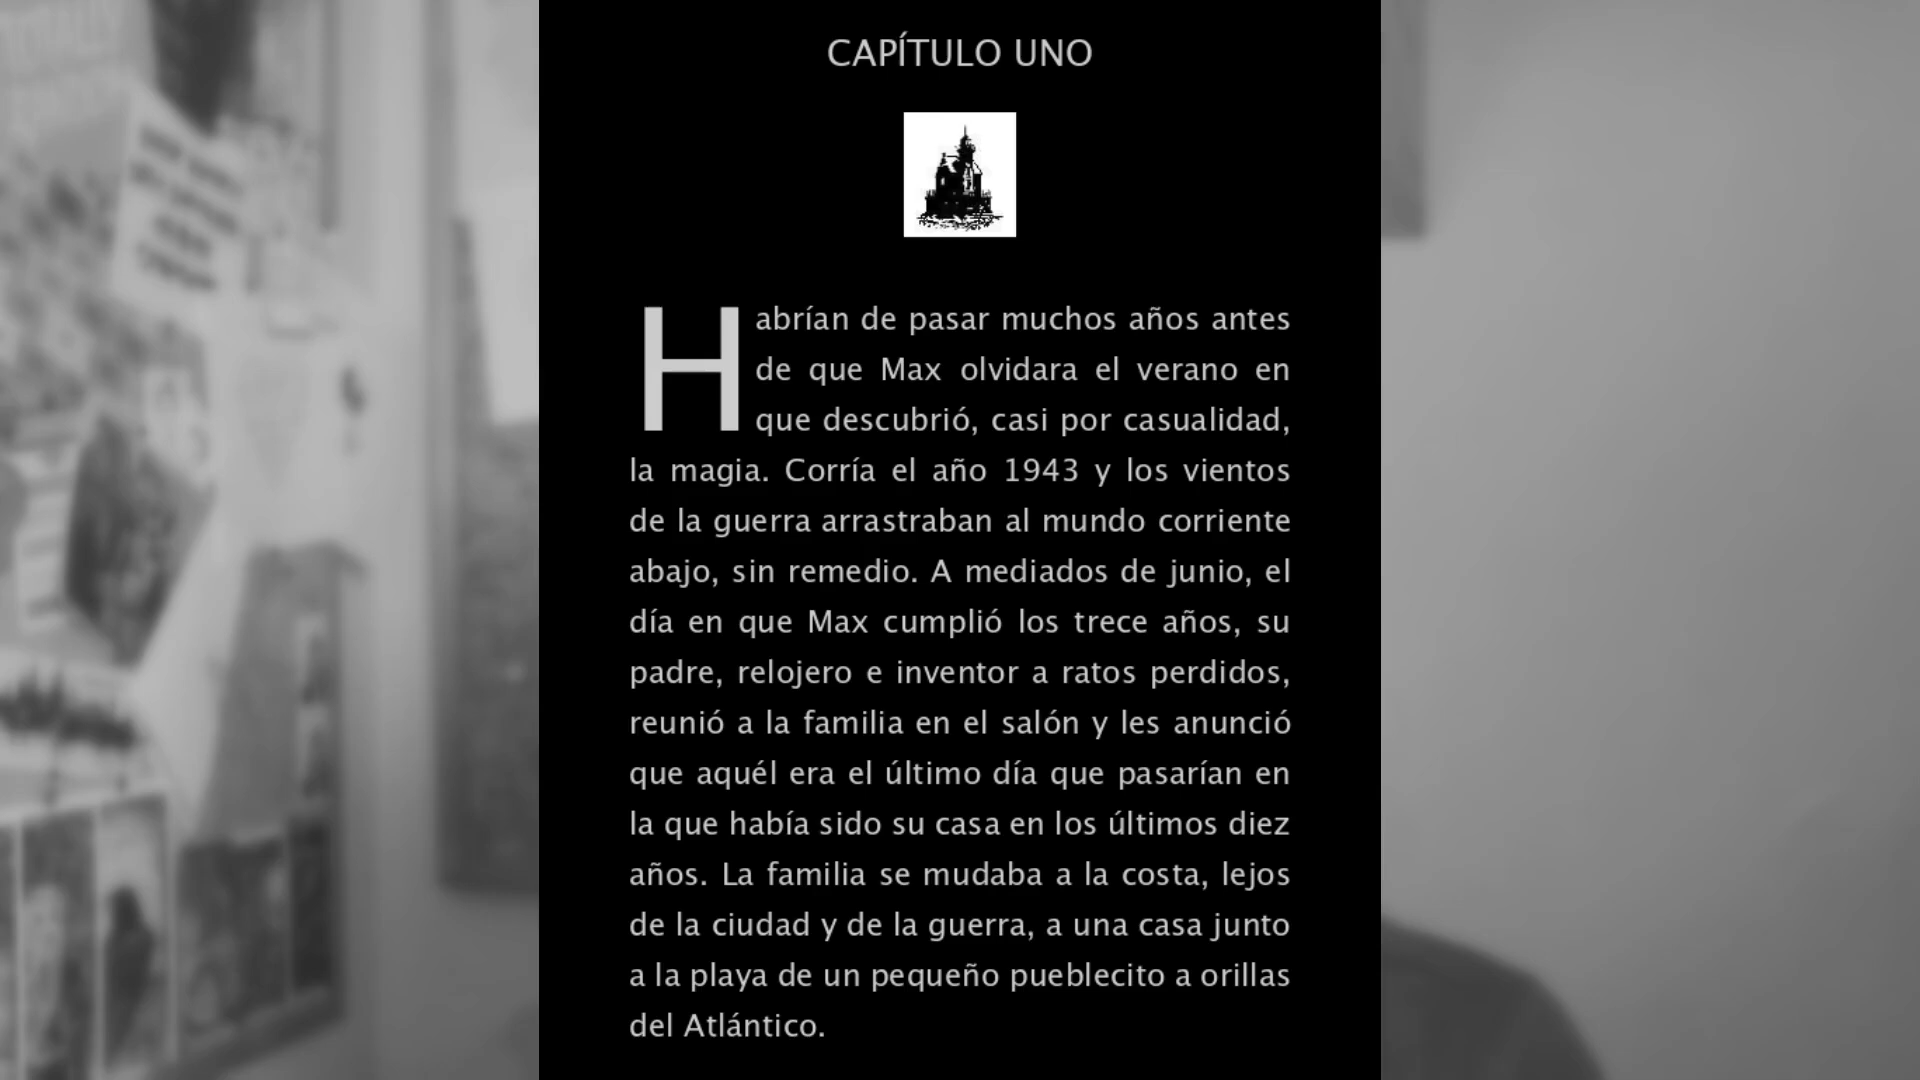 CAPÍTULO UNO
Habrían de pasar muchos años antes
de que Max olvidara el verano en
que descubrió, casi por casualidad,
la magia. Corría el año 1943 y los vientos
de la guerra arrastraban al mundo corriente
abajo, sin remedio. A mediados de junio, el
día en que Max cumplió los trece años, su
padre, relojero e inventor a ratos perdidos,
reunió a la familia en el salón y les anunció
que aquél era el último día que pasarían en
la que había sido su casa en los últimos diez
años. La familia se mudaba a la costa, lejos
de la ciudad y de la guerra, a una casa junto
a la playa de un pequeño pueblecito a orillas
del Atlántico.